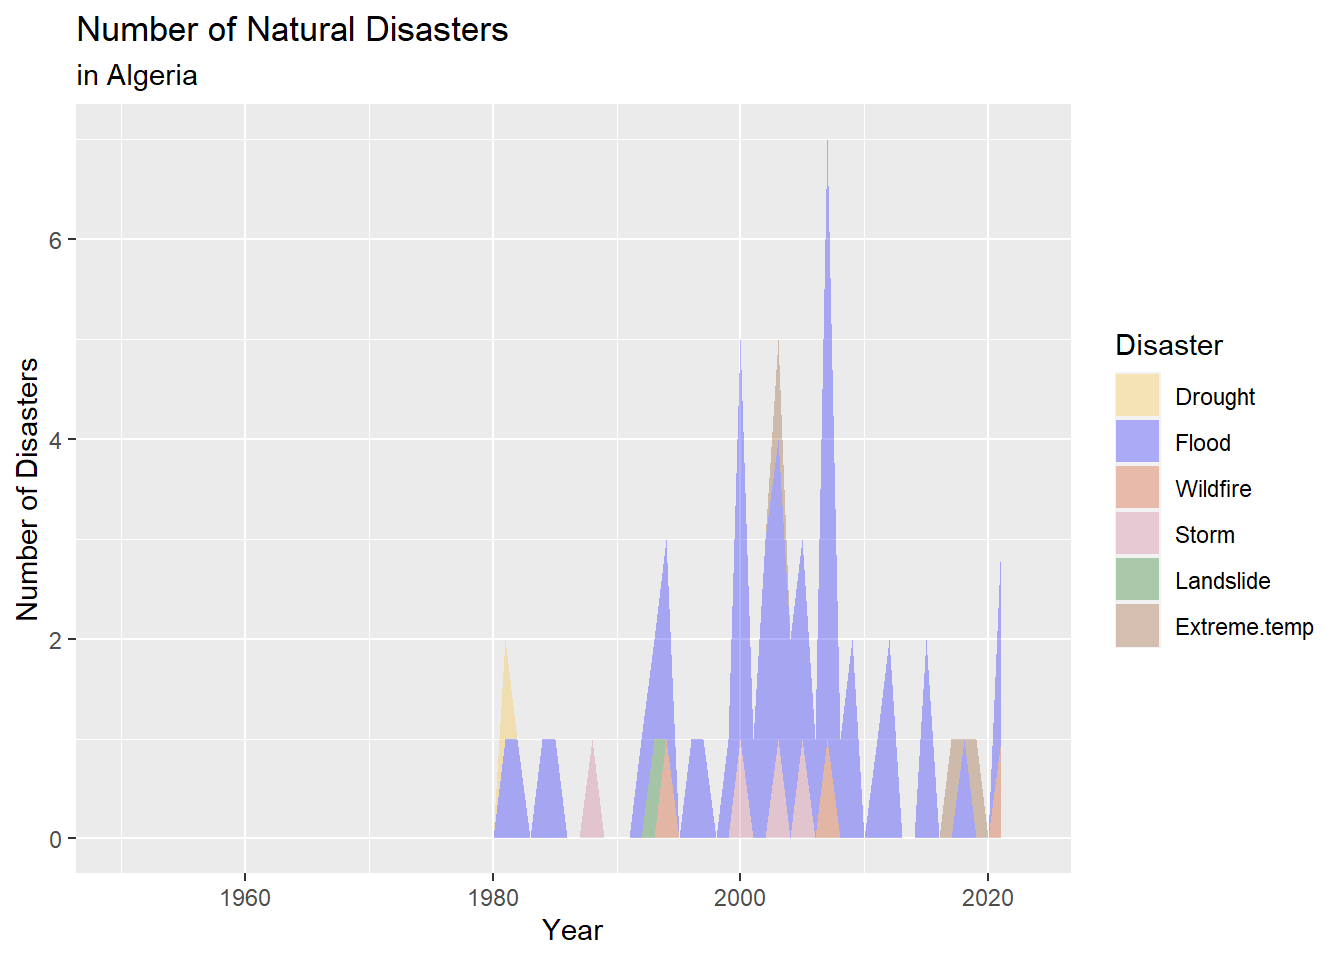 Number of Natural Disasters
in Algeria
Number of Disasters
6
4
2
0
1960
1980
2000
2020
Year
Disaster
Drought
Flood
Wildfire
Storm
Landslide
Extreme.temp